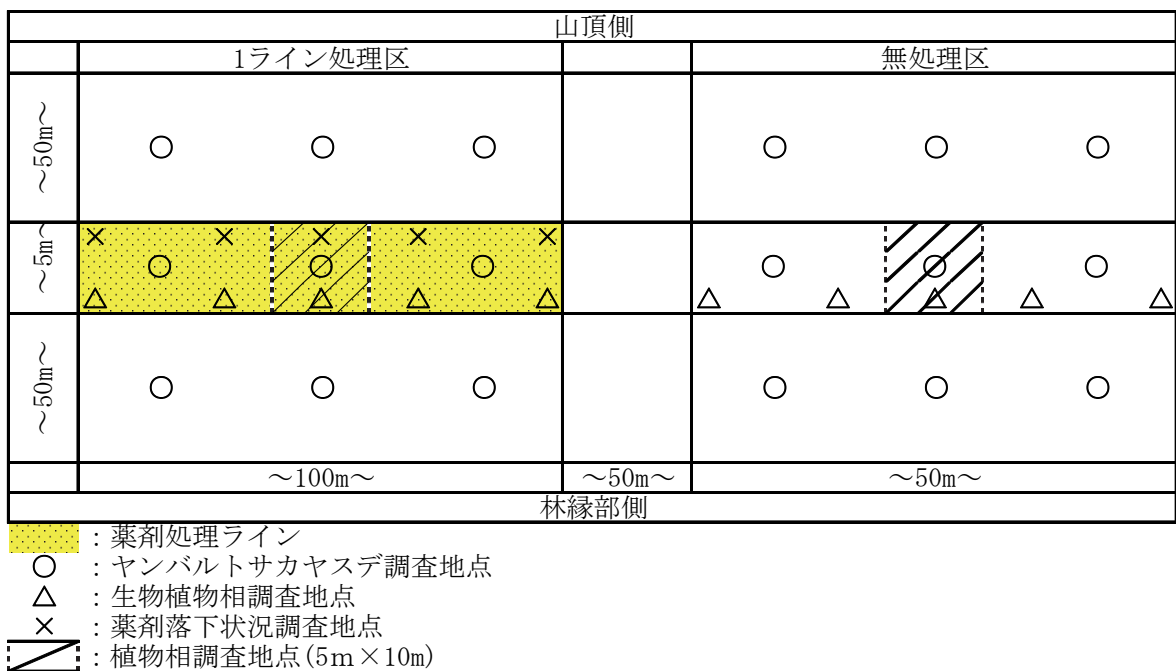 山頂側
1ライン処理区
無処理区
～50m～
～5m～
～50m～
～100m～
～50m～
～50m～
林縁部側
：薬剤処理ライン
○：ヤンバルトサカヤスデ調査地点
△：生物植物相調査地点
×：薬剤落下状況調査地点
：植物相調査地点(5m×10m)